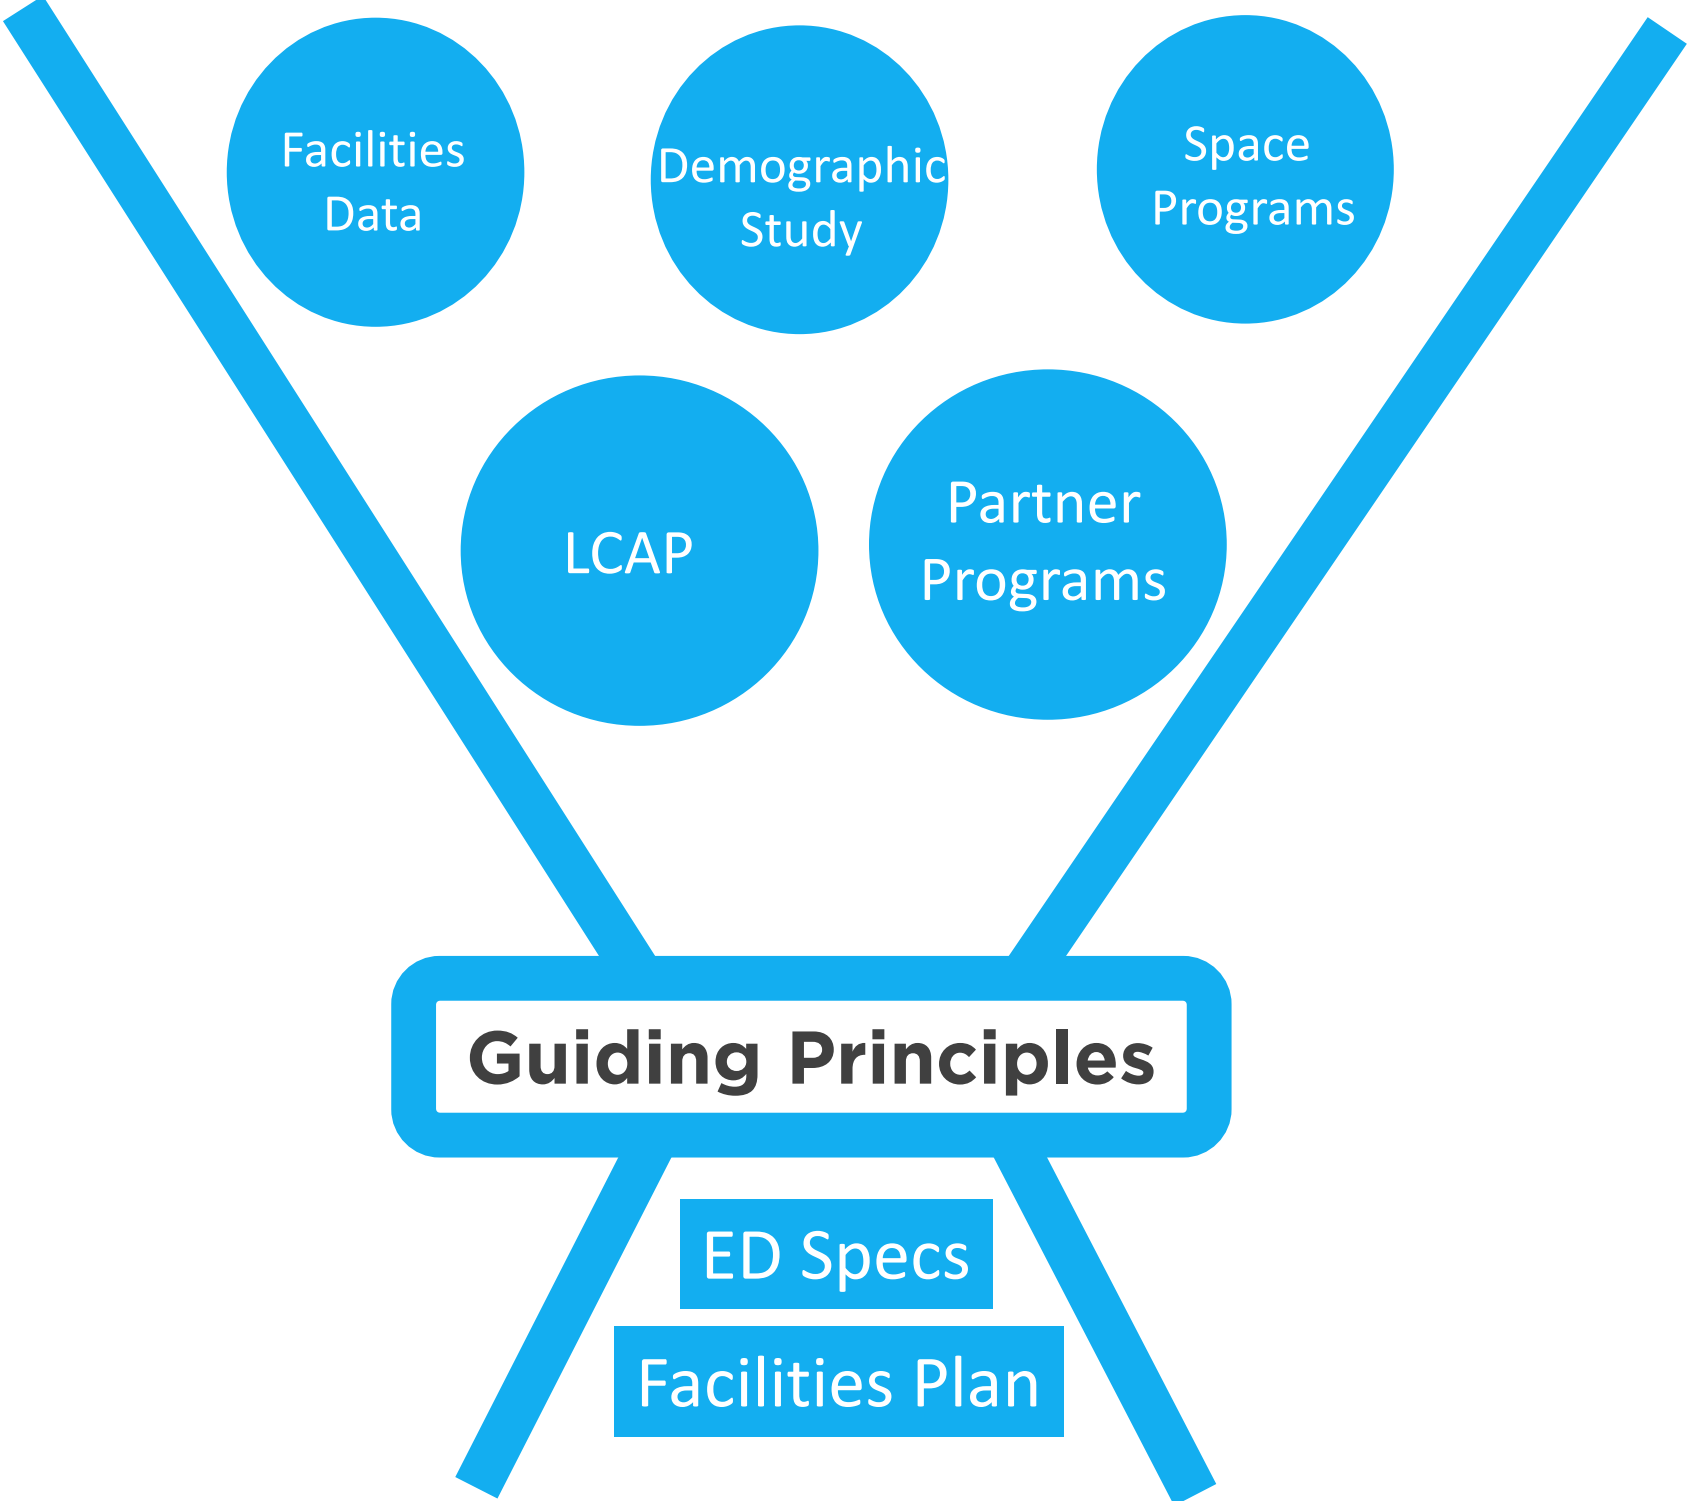 Facilities
Data
Demographic
Study
Space
Programs
LCAP
Partner
Programs
Guiding Principles
ED Specs
Facilities Plan